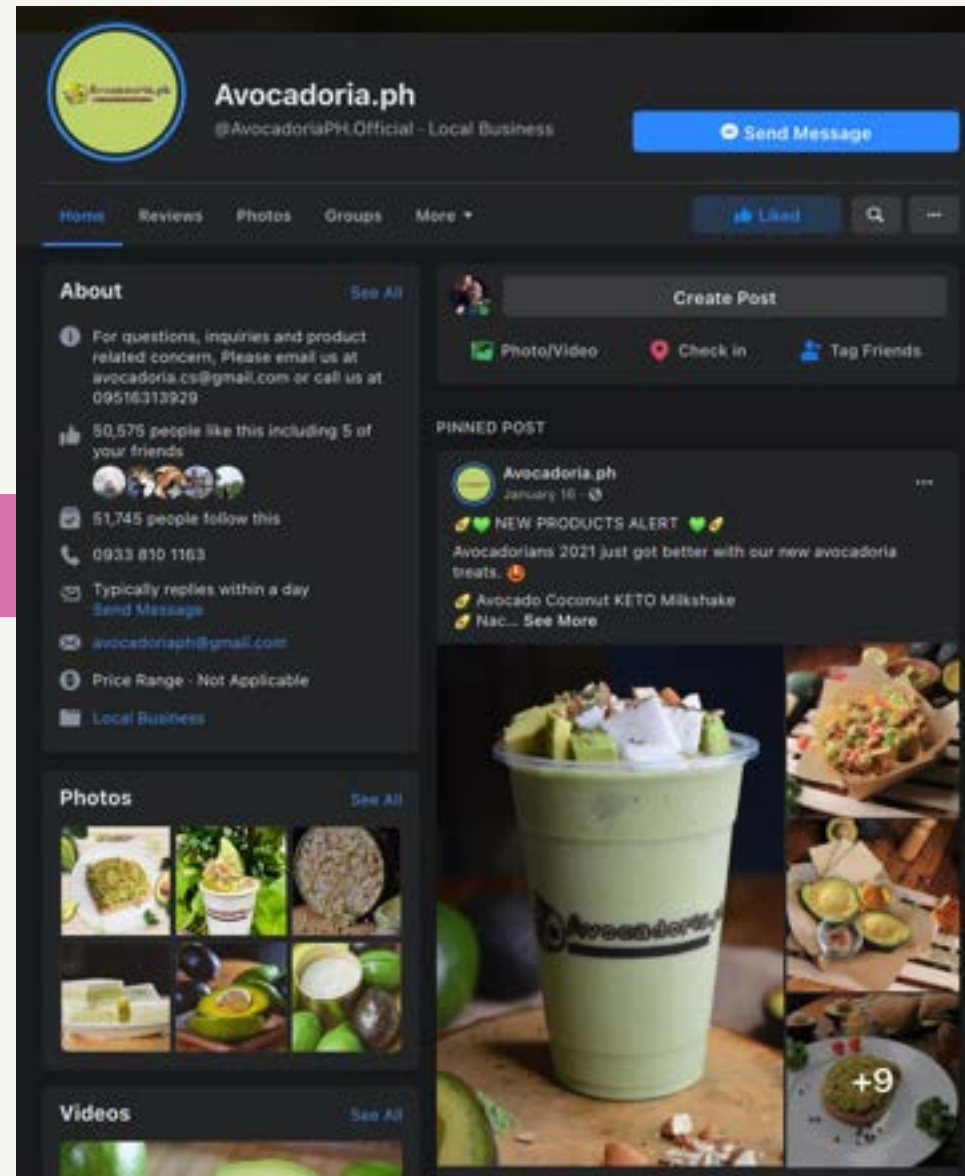 Avocadoria.ph
Avocadoria.ph
@AvocadoriaPH.Official · Local Business
Send Message
Home
Reviews
Photos
Groups
More
Liked
About
See All
For questions, inquiries and product
related concern, Please email us at
avocadoria.cs@gmail.com or call us at
09516313929
50,575 people like this including 5 of
your friends
51,745 people follow this
0933 810 1163
Typically replies within a day
Send Message
avocadoriaph@gmail.com
Price Range · Not Applicable
Local Business
Photos
See All
Videos
See All
Create Post
Photo/Video
Check in
Tag Friends
PINNED POST
Avocadoria.ph
January 16
NEW PRODUCTS ALERT
Avocadorians 2021 just got better with our new avocadoria
treats.
Avocado Coconut KETO Milkshake
Nac... See More
Avocadoria.
+9